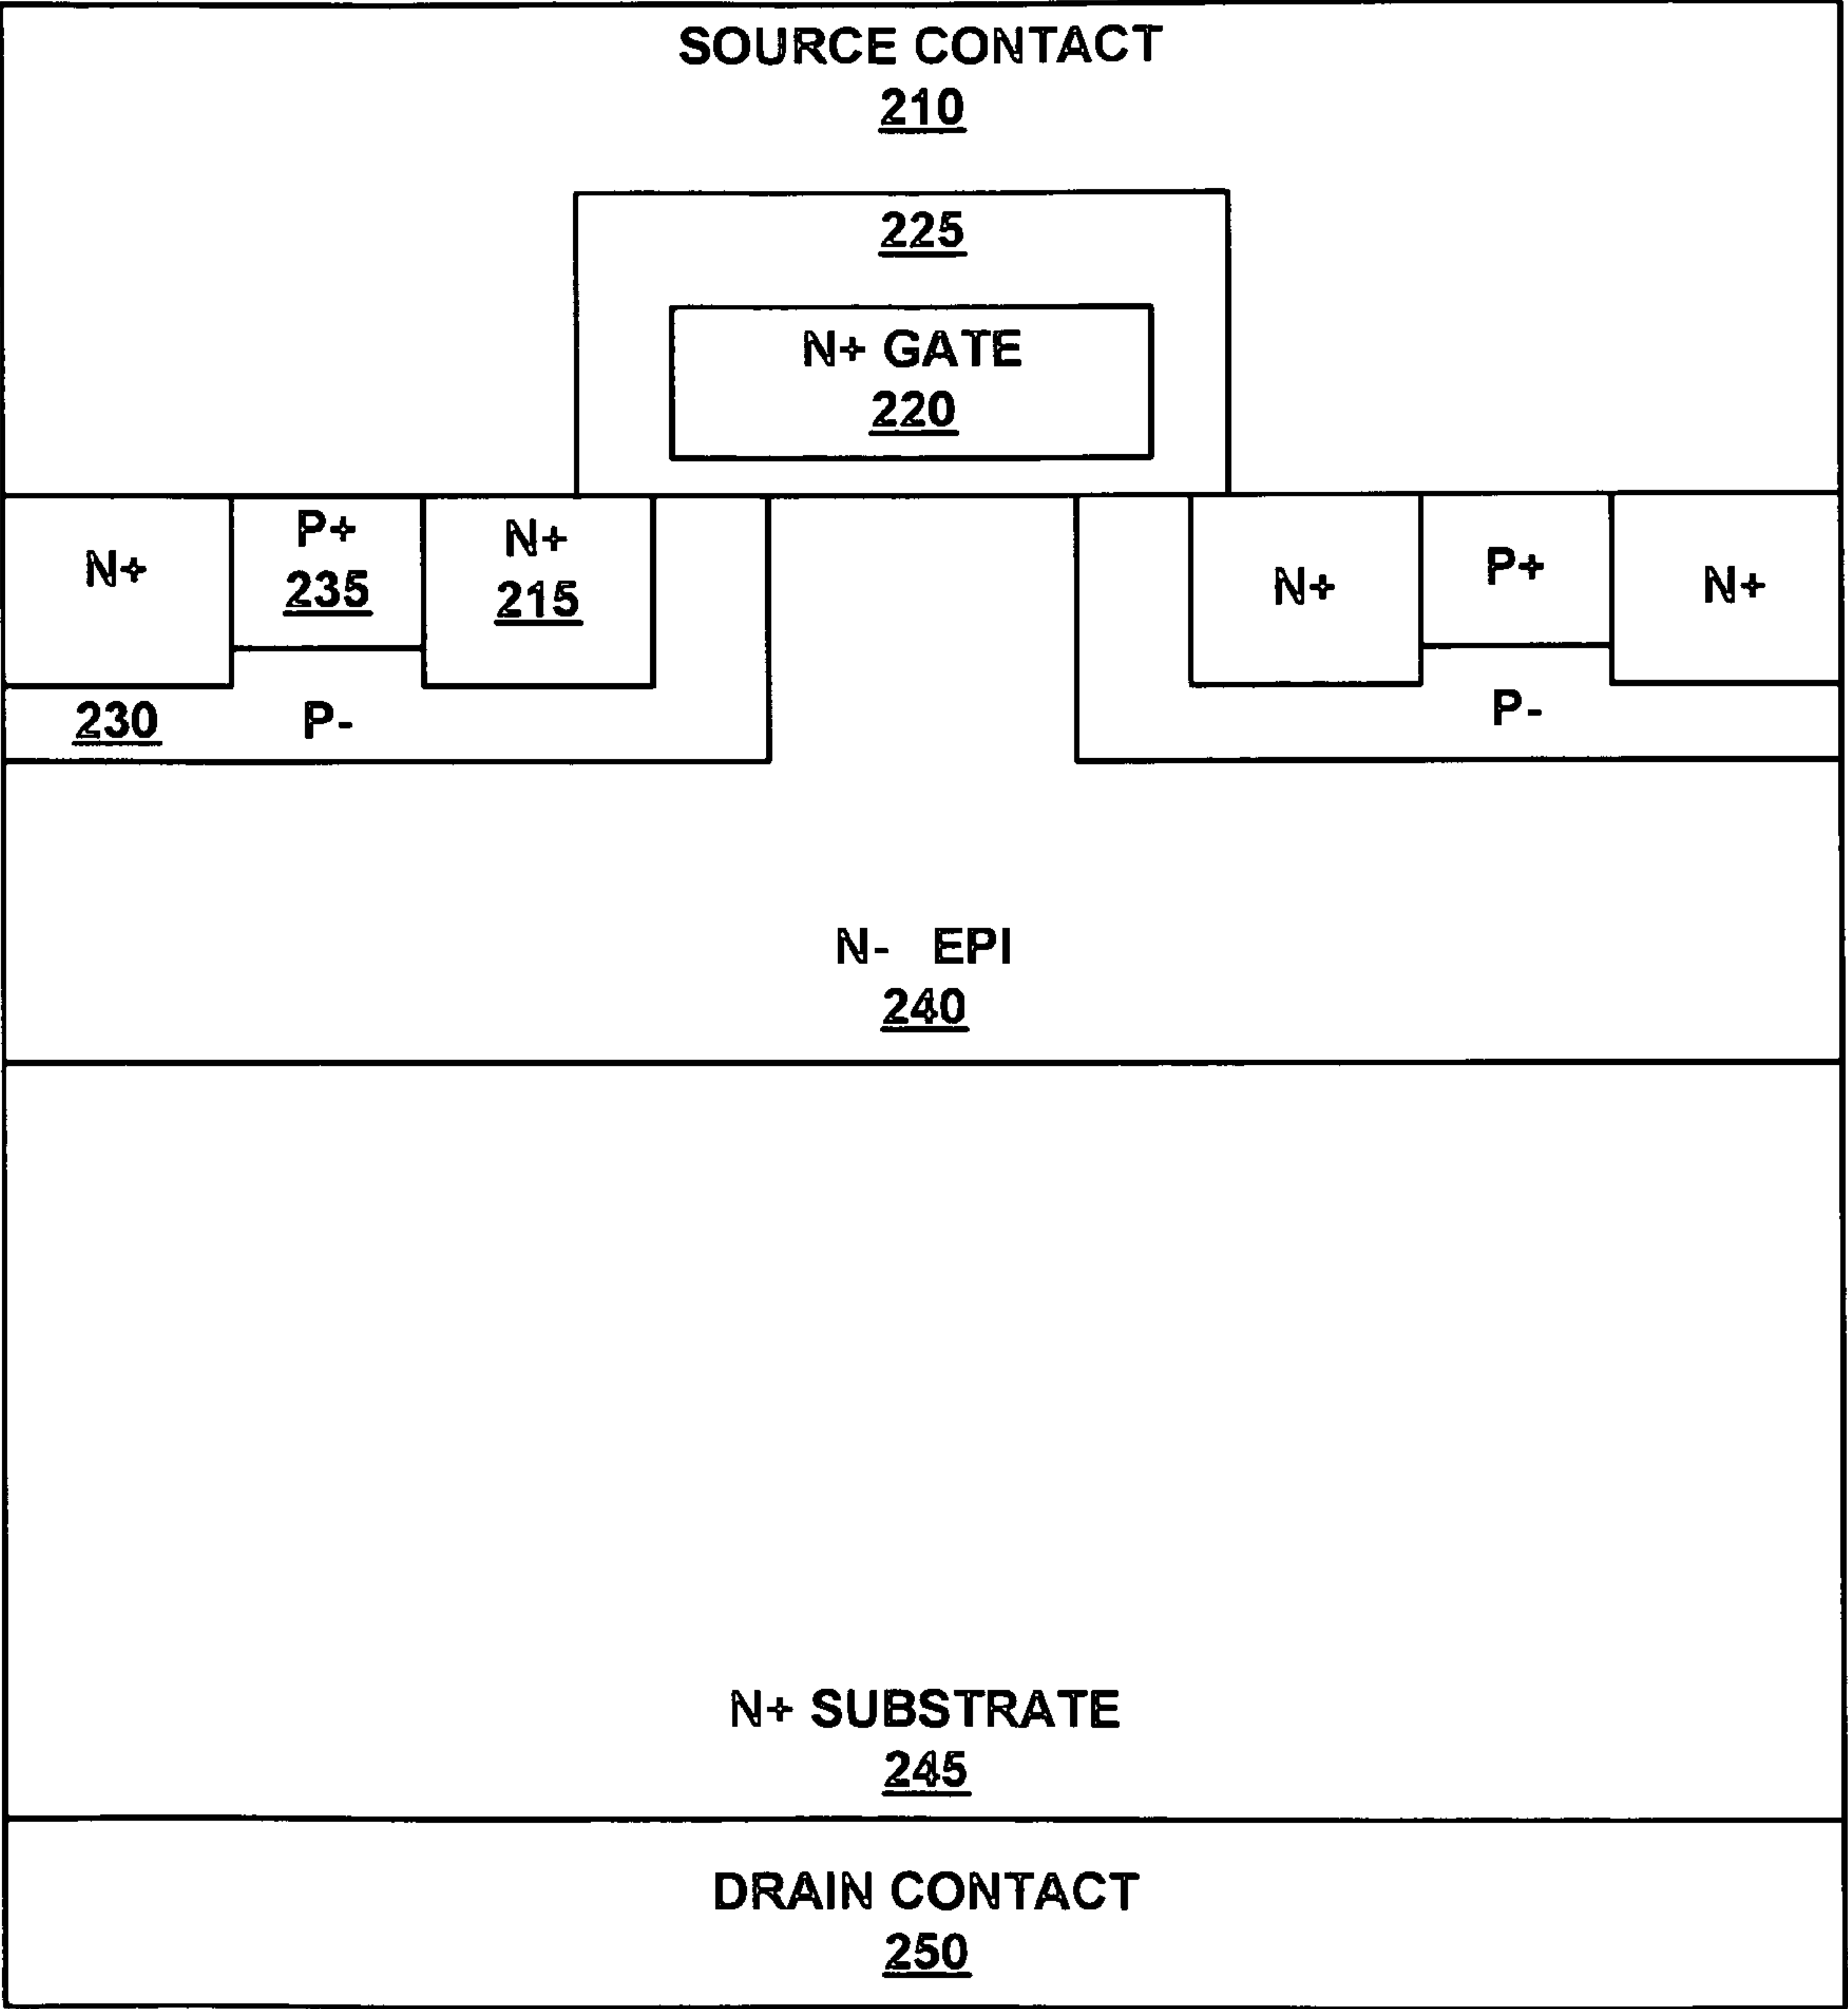 SOURCE CONTACT
210
225
N+ GATE
220
N+
P+
235
N+
215
N+
P+
N+
230
P-
P-
N- EPI
240
N+ SUBSTRATE
245
DRAIN CONTACT
250